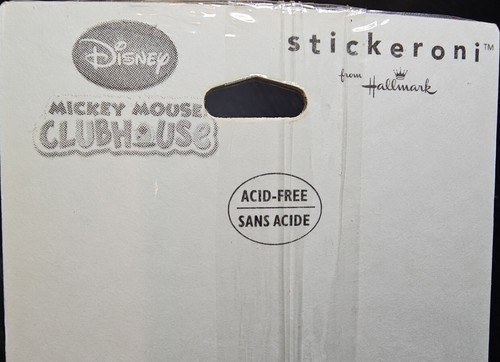 Disney
stickeroni™
from Hallmark
MICKEY MOUSE
CLUBHOUSE
ACID-FREE
SANS ACIDE